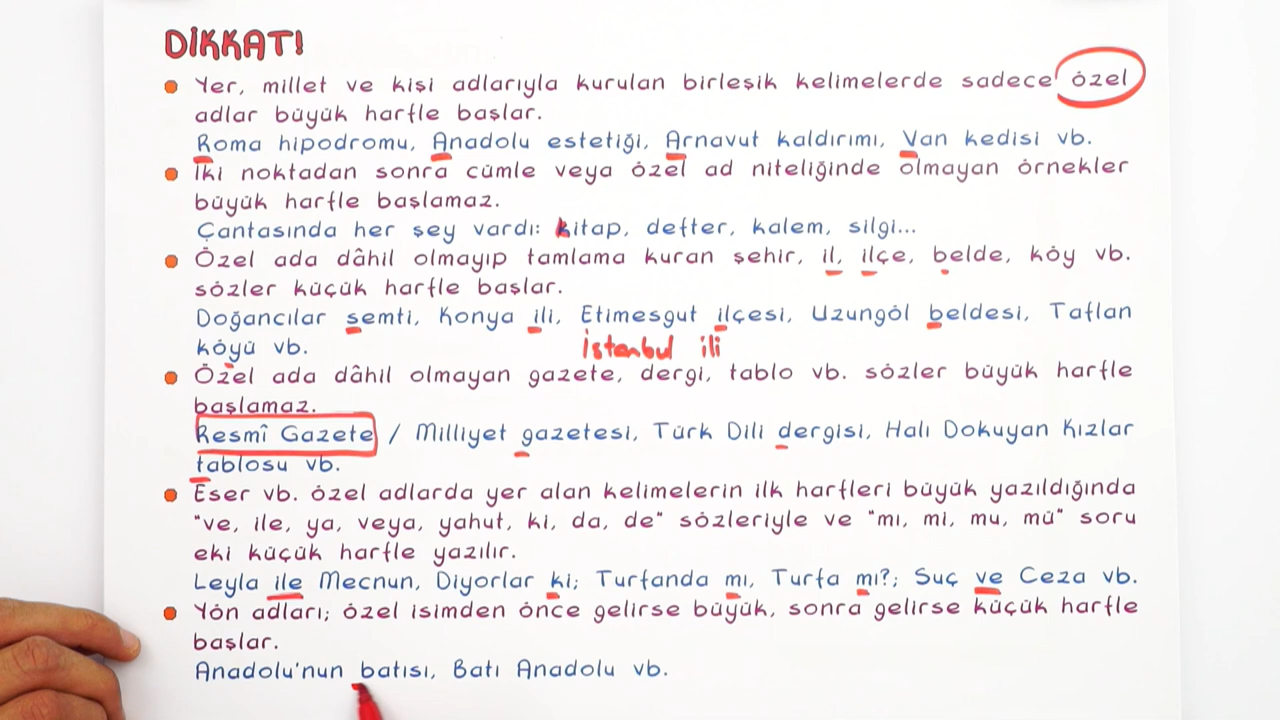 DİKKAT!
Yer, millet ve kişi adlarıyla kurulan birleşik kelimelerde sadece özel
adlar büyük harfle başlar.
Roma hipodromu, Anadolu estetiği, Arnavut kaldırımı, Van kedisi vb.
İki noktadan sonra cümle veya özel ad niteliğinde olmayan örnekler
büyük harfle başlamaz.
Çantasında her şey vardı: kitap, defter, kalem, silgi...
Özel ada dâhil olmayıp tamlama kuran şehir, il, ilçe, belde, köy vb.
sözler küçük harfle başlar.
Doğancılar semti, Konya ili, Etimesgut ilçesi, Uzungöl beldesi, Taflan
köyü vb.
İstanbul ili
Özel ada dâhil olmayan gazete, dergi, tablo vb. sözler büyük harfle
başlamaz.
Resmî Gazete / Milliyet gazetesi, Türk Dili dergisi, Halı Dokuyan Kızlar
tablosu vb.
Eser vb. özel adlarda yer alan kelimelerin ilk harfleri büyük yazıldığında
"ve, ile, ya, veya, yahut, ki, da, de" sözleriyle ve "mı, mi, mu, mü" soru
eki küçük harfle yazılır.
Leyla ile Mecnun, Diyorlar ki; Turfanda mı, Turfa mı?; Suç ve Ceza vb.
Yön adları; özel isimden önce gelirse büyük, sonra gelirse küçük harfle
başlar.
Anadolu'nun batısı, Batı Anadolu vb.